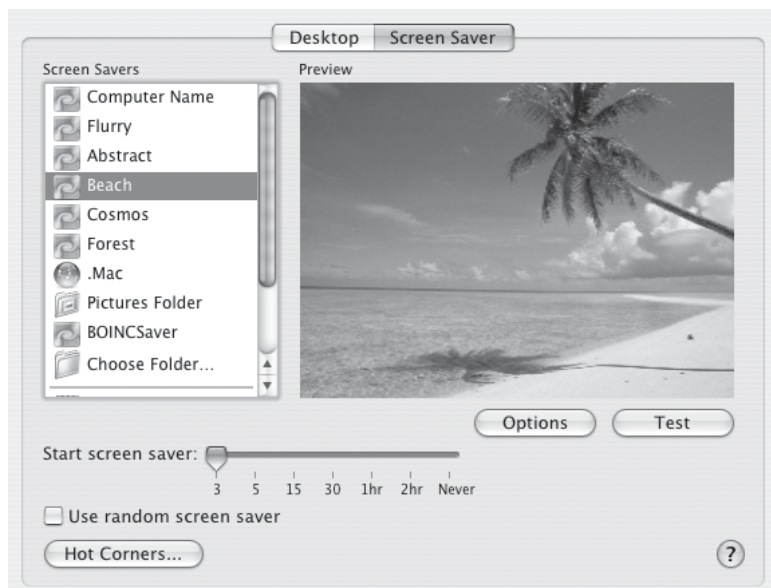 Desktop Screen Saver
Screen Savers Preview
Computer Name
Flurry
Abstract
Beach
Cosmos
Forest
.Mac
Pictures Folder
BOINCSaver
Choose Folder...
Options Test
Start screen saver:
3 5 15 30 1hr 2hr Never
Use random screen saver
Hot Corners... ?